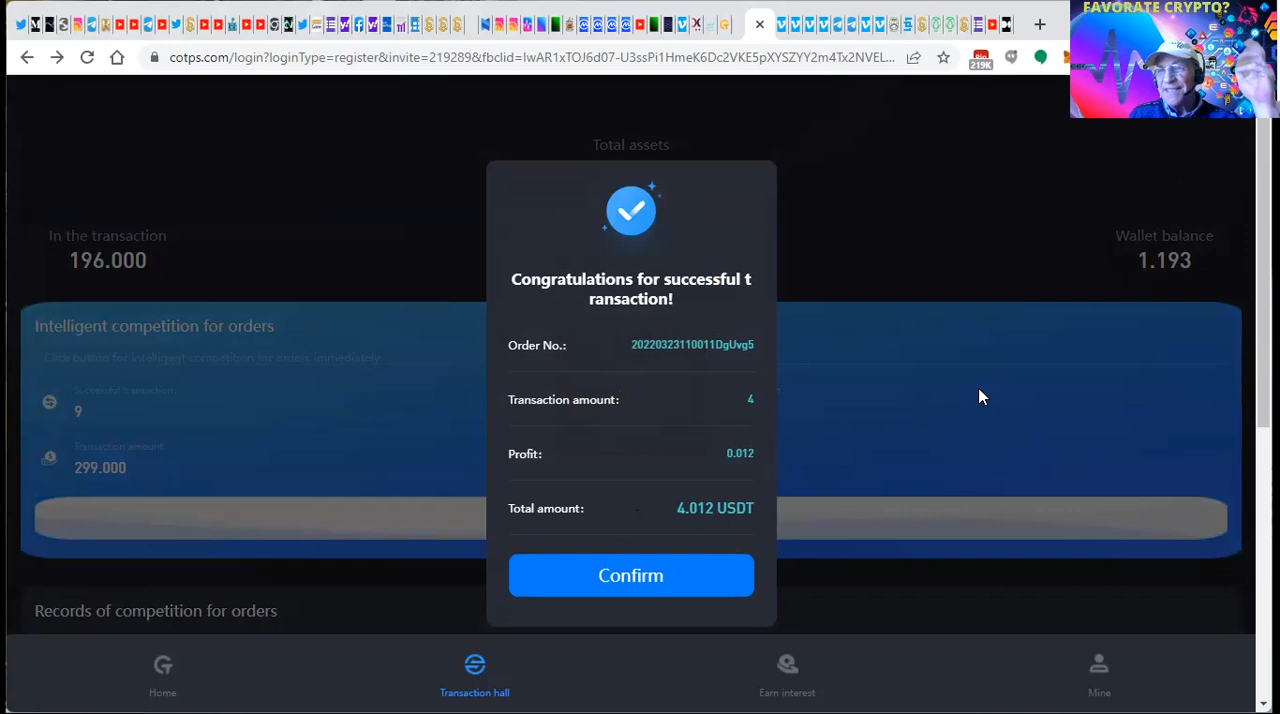 FAVORATE CRYPTO?
cotps.com/login?loginType=register&invite=219289&fbclid=IwAR1xTOJ6d07-U3ssPi1HmeK6Dc2VKE5pXYSZYY2m4Tx2NVEL...
219K
Total assets
In the transaction
196.000
Wallet balance
1.193
Congratulations for successful t
ransaction!
Intelligent competition for orders
Click button for intelligent competition for orders immediately
Order No.: 20220323110011DgUvg5
Successful transaction:
9
Transaction amount: 4
Transaction amount:
299.000
Profit: 0.012
Total amount: 4.012 USDT
Confirm
Records of competition for orders
Home
Transaction hall
Earn interest
Mine